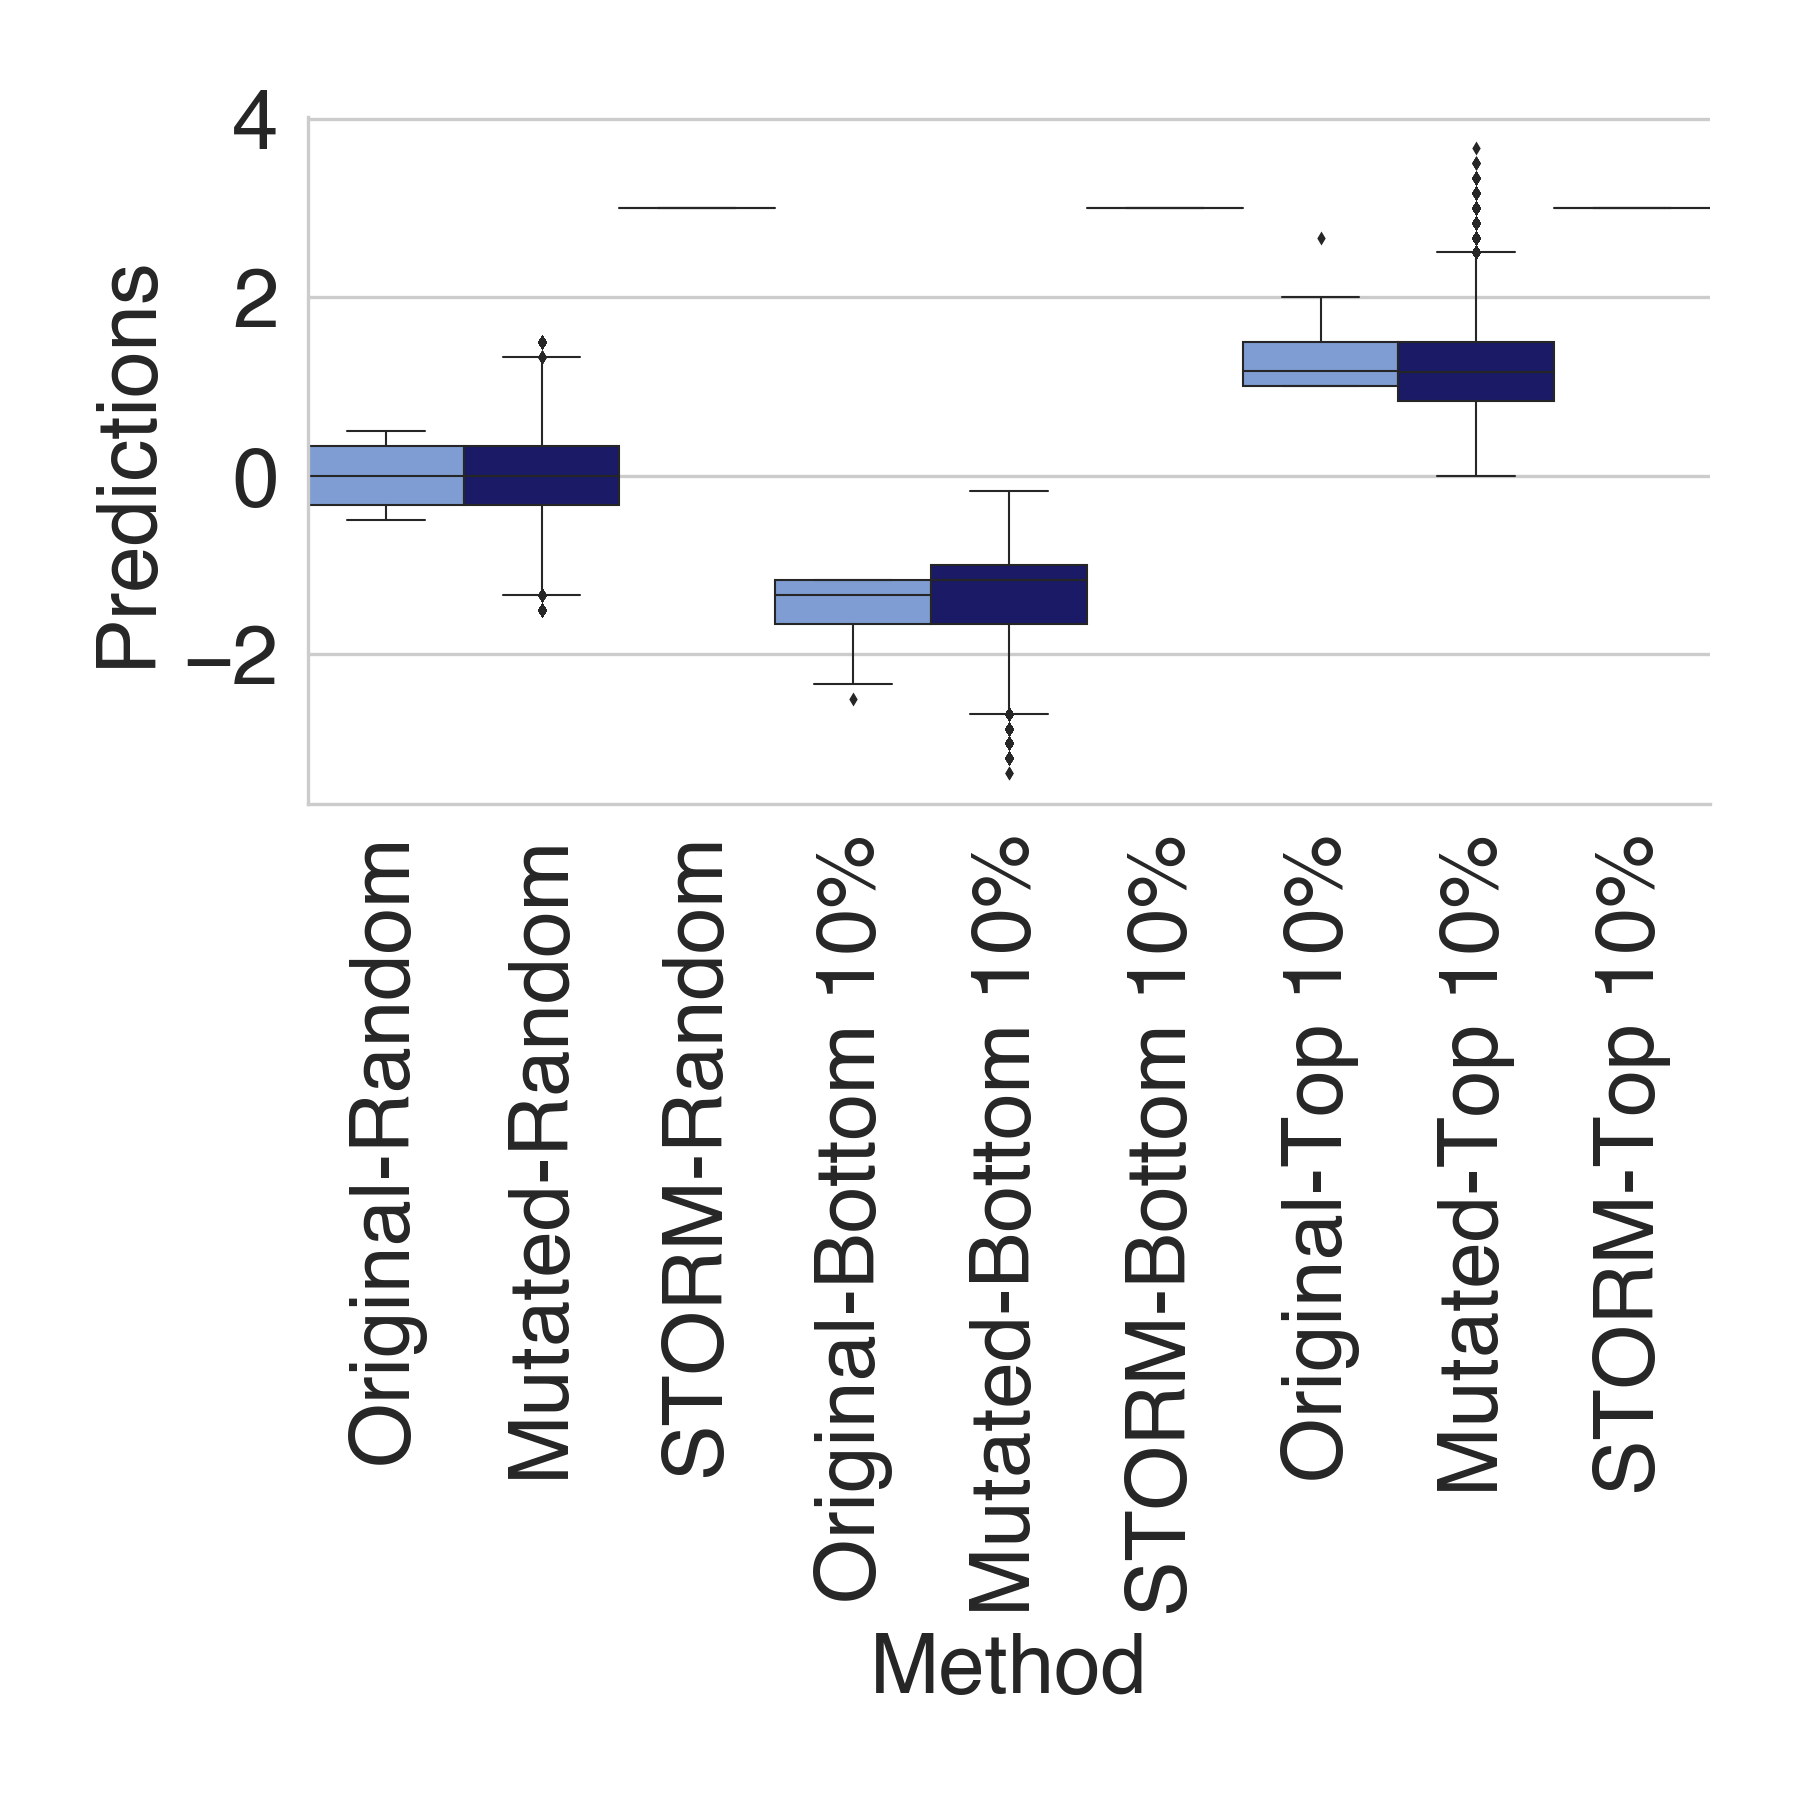 Predictions
4
2
0
−2
Original-Random
Mutated-Random
STORM-Random
Original-Bottom 10%
Mutated-Bottom 10%
STORM-Bottom 10%
Original-Top 10%
Mutated-Top 10%
STORM-Top 10%
Method